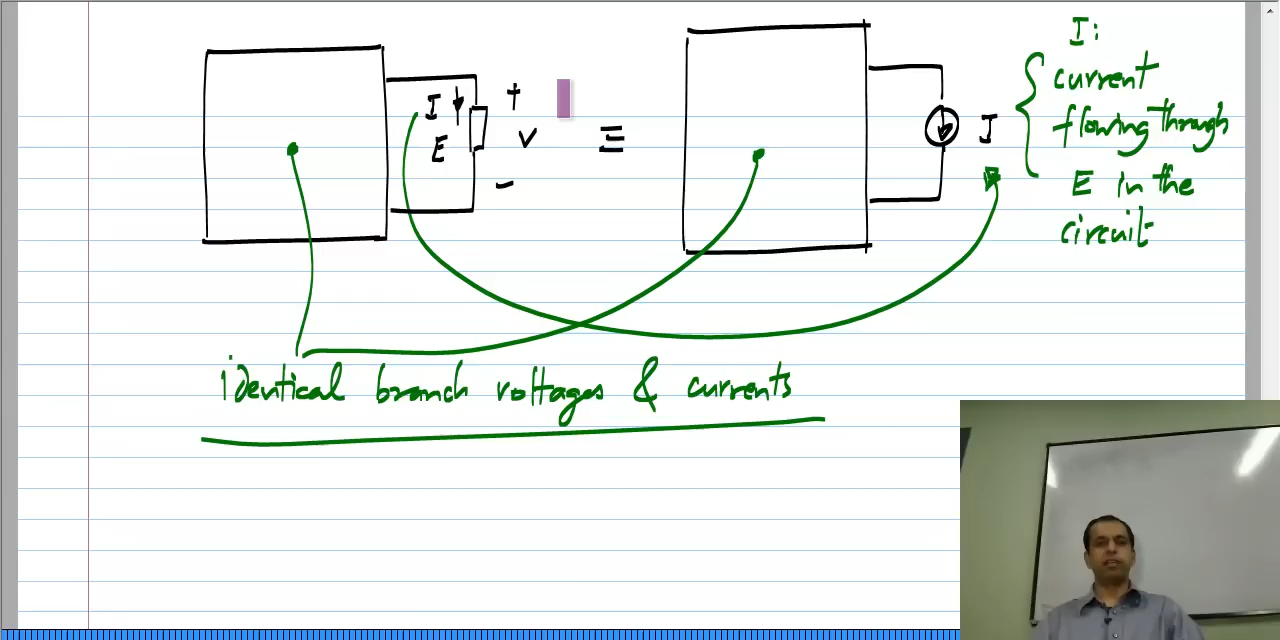 I
E
+
V
-
≡
I
I:
current
flowing through
E in the
circuit
identical branch voltages & currents